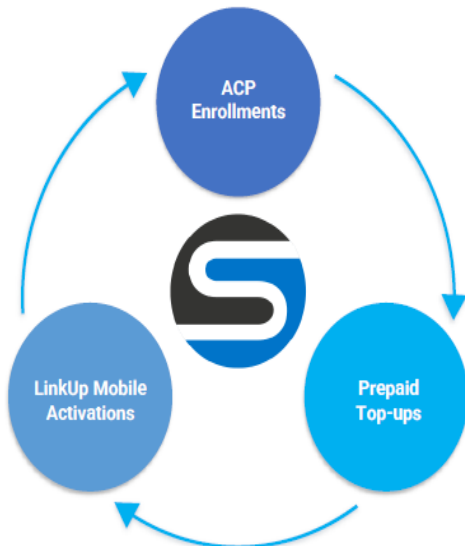 ACP
Enrollments
LinkUp Mobile
Activations
Prepaid
Top-ups